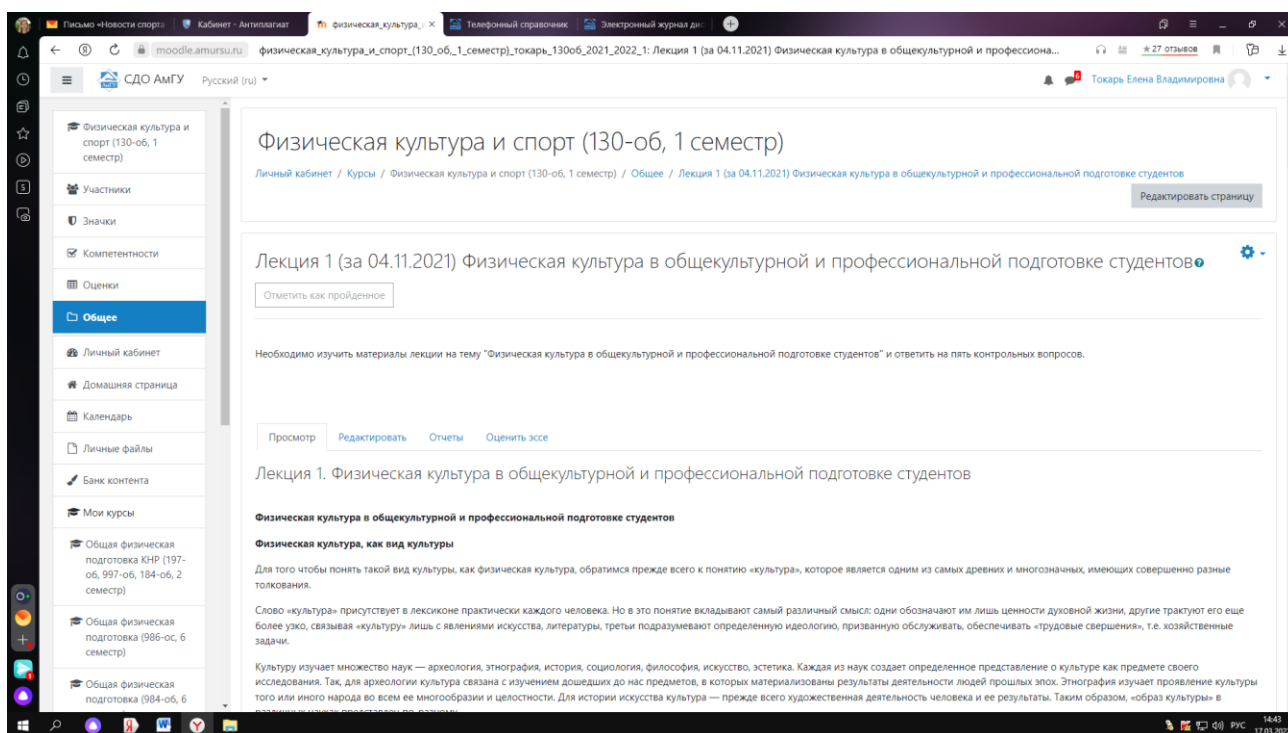 Письмо «Новости спорта
Кабинет - Антиплагиат
физическая_культура_и
Телефонный справочник
Электронный журнал дис
moodle.amursu.ru
физическая_культура_и_спорт_(130_об,_1_семестр)_токарь_130об_2021_2022_1: Лекция 1 (за 04.11.2021) Физическая культура в общекультурной и профессиона...
★ 27 отзывов
СДО АмГУ
Русский (ru)
6
Токарь Елена Владимировна
Физическая культура и
спорт (130-об, 1
семестр)
Участники
Значки
Компетентности
Оценки
Общее
Личный кабинет
Домашняя страница
Календарь
Личные файлы
Банк контента
Мои курсы
Общая физическая
подготовка КНР (197-
об, 997-об, 184-об, 2
семестр)
Общая физическая
подготовка (986-ос, 6
семестр)
Общая физическая
подготовка (984-об, 6
Физическая культура и спорт (130-об, 1 семестр)
Личный кабинет / Курсы / Физическая культура и спорт (130-об, 1 семестр) / Общее / Лекция 1 (за 04.11.2021) Физическая культура в общекультурной и профессиональной подготовке студентов
Редактировать страницу
Лекция 1 (за 04.11.2021) Физическая культура в общекультурной и профессиональной подготовке студентов
Отметить как пройденное
Необходимо изучить материалы лекции на тему "Физическая культура в общекультурной и профессиональной подготовке студентов" и ответить на пять контрольных вопросов.
Просмотр
Редактировать
Отчеты
Оценить эссе
Лекция 1. Физическая культура в общекультурной и профессиональной подготовке студентов
Физическая культура в общекультурной и профессиональной подготовке студентов
Физическая культура, как вид культуры
Для того чтобы понять такой вид культуры, как физическая культура, обратимся прежде всего к понятию «культура», которое является одним из самых древних и многозначных, имеющих совершенно разные
толкования.
Слово «культура» присутствует в лексиконе практически каждого человека. Но в это понятие вкладывают самый различный смысл: одни обозначают им лишь ценности духовной жизни, другие трактуют его еще
более узко, связывая «культуру» лишь с явлениями искусства, литературы, третьи подразумевают определенную идеологию, призванную обслуживать, обеспечивать «трудовые свершения», т.е. хозяйственные
задачи.
Культуру изучает множество наук — археология, этнография, история, социология, философия, искусство, эстетика. Каждая из наук создает определенное представление о культуре как предмете своего
исследования. Так, для археологии культура связана с изучением дошедших до нас предметов, в которых материализованы результаты деятельности людей прошлых эпох. Этнография изучает проявление культуры
того или иного народа во всем ее многообразии и целостности. Для истории искусства культура — прежде всего художественная деятельность человека и ее результаты. Таким образом, «образ культуры» в
различных науках представлен по-разному
РУС
14:43